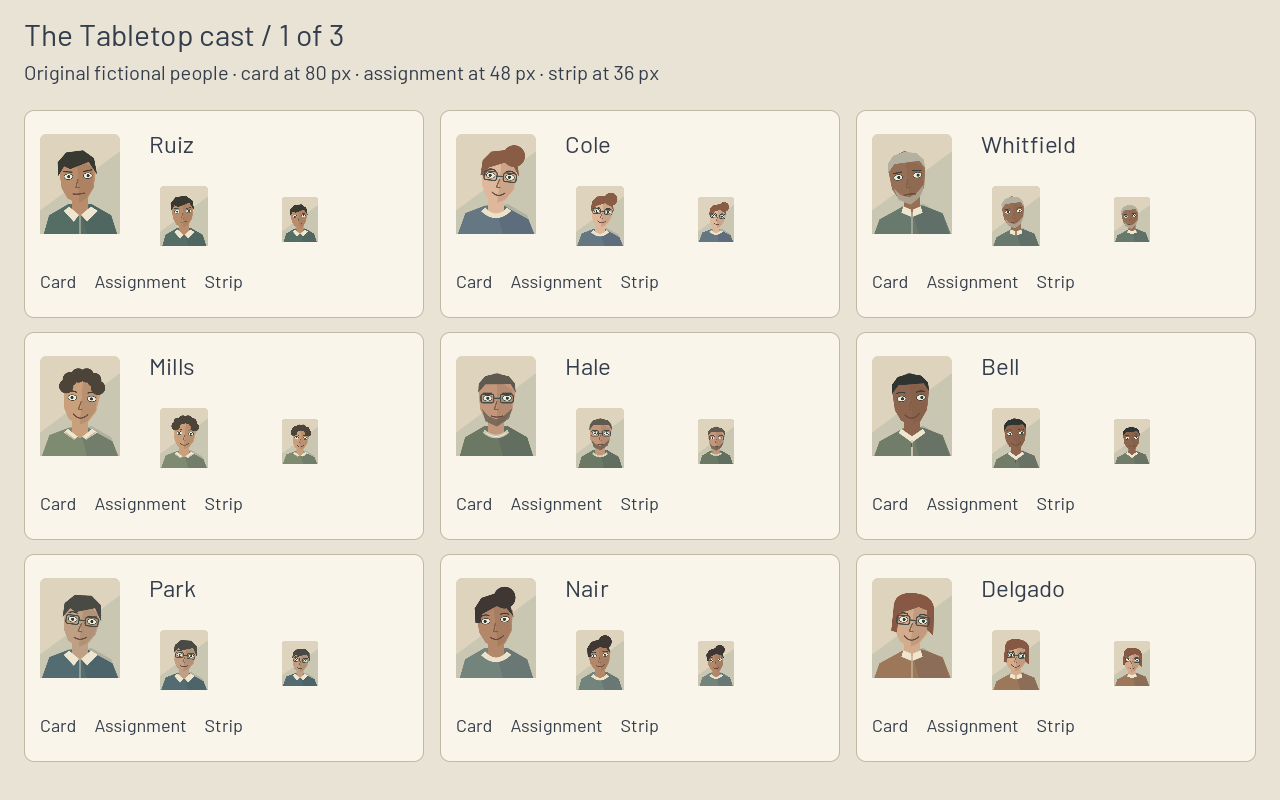 The Tabletop cast / 1 of 3
Original fictional people · card at 80 px · assignment at 48 px · strip at 36 px
Ruiz
Card Assignment Strip
Cole
Card Assignment Strip
Whitfield
Card Assignment Strip
Mills
Card Assignment Strip
Hale
Card Assignment Strip
Bell
Card Assignment Strip
Park
Card Assignment Strip
Nair
Card Assignment Strip
Delgado
Card Assignment Strip